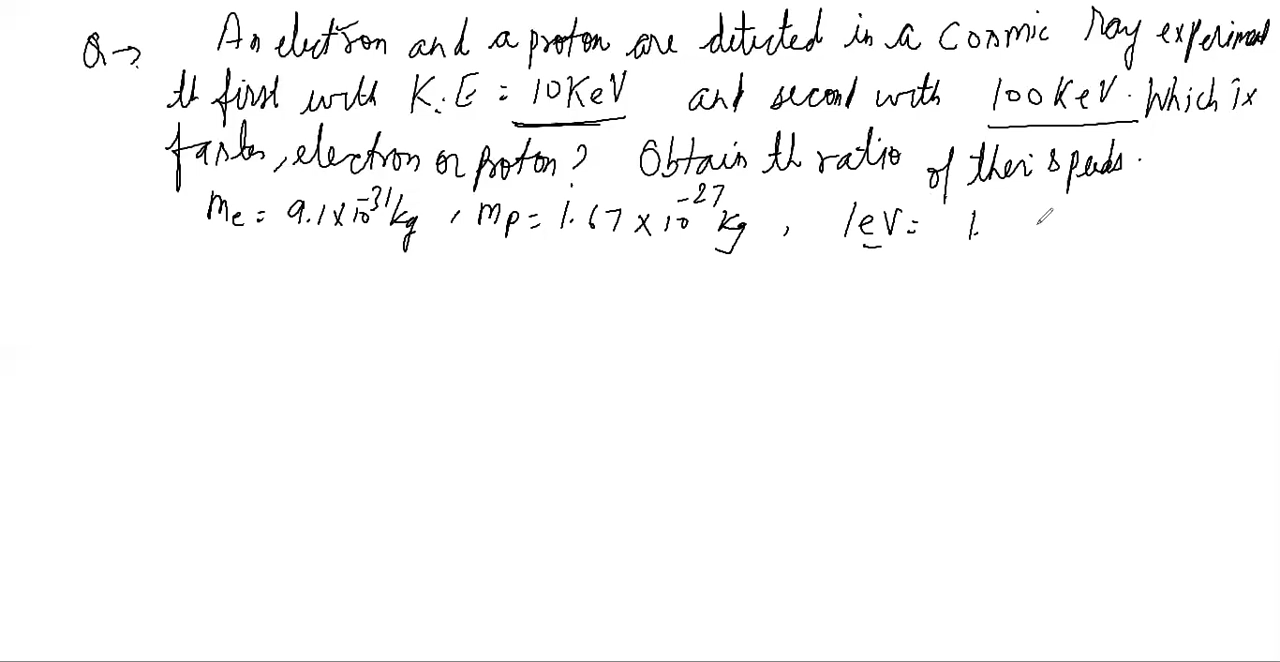 Q→ An electron and a proton are detected in a cosmic ray experiment
th first with K.E = 10KeV and second with 100KeV. Which is
faster, electron or proton? Obtain th ratio of their speeds.
me = 9.1×10^-31 kg, mp = 1.67×10^-27 kg, 1eV = 1.